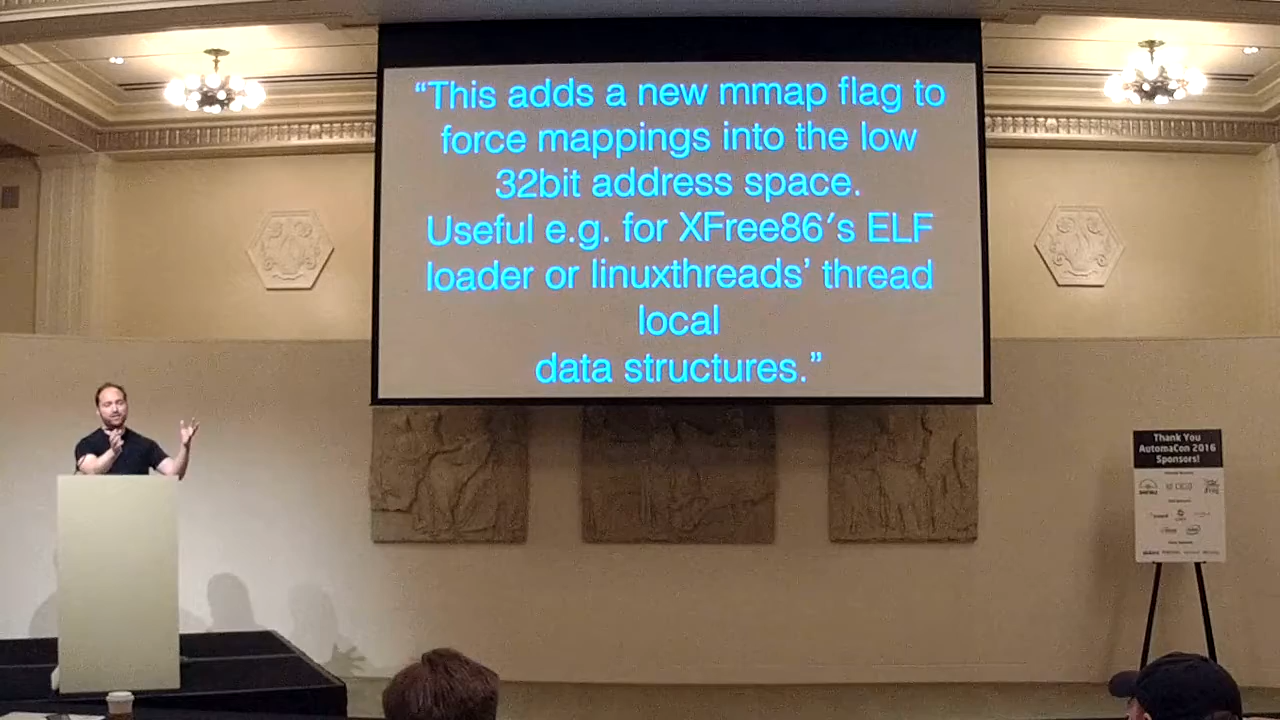 “This adds a new mmap flag to
force mappings into the low
32bit address space.
Useful e.g. for XFree86′s ELF
loader or linuxthreads’ thread
local
data structures.”
Thank You
AutomaCon 2016
Sponsors!